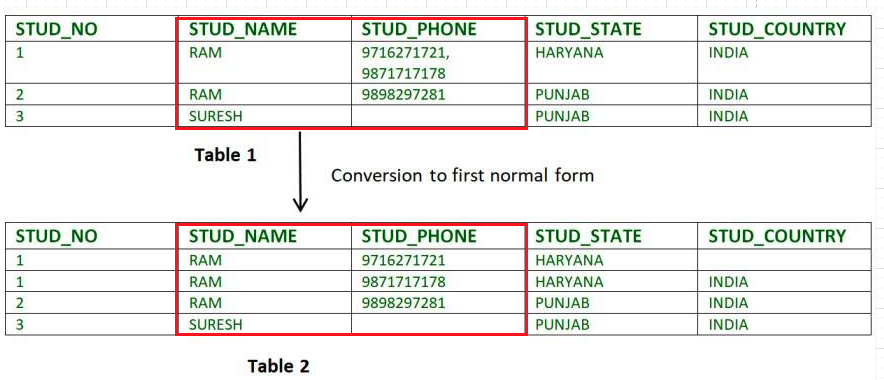 STUD_NO STUD_NAME STUD_PHONE STUD_STATE STUD_COUNTRY
1 RAM 9716271721, HARYANA INDIA
9871717178
2 RAM 9898297281 PUNJAB INDIA
3 SURESH PUNJAB INDIA
Table 1
Conversion to first normal form
STUD_NO STUD_NAME STUD_PHONE STUD_STATE STUD_COUNTRY
1 RAM 9716271721 HARYANA
1 RAM 9871717178 HARYANA INDIA
2 RAM 9898297281 PUNJAB INDIA
3 SURESH PUNJAB INDIA
Table 2